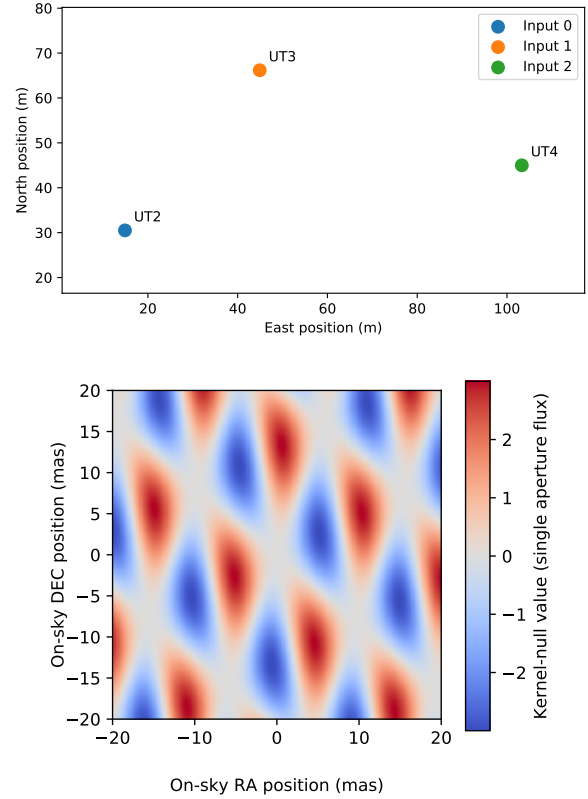 80
70
60
50
40
30
20
North position (m)
UT3
UT4
UT2
Input 0
Input 1
Input 2
20 40 60 80 100
East position (m)
20
15
10
5
0
−5
−10
−15
−20
On-sky DEC position (mas)
−20 −10 0 10 20
On-sky RA position (mas)
2
1
0
−1
−2
Kernel-null value (single aperture flux)